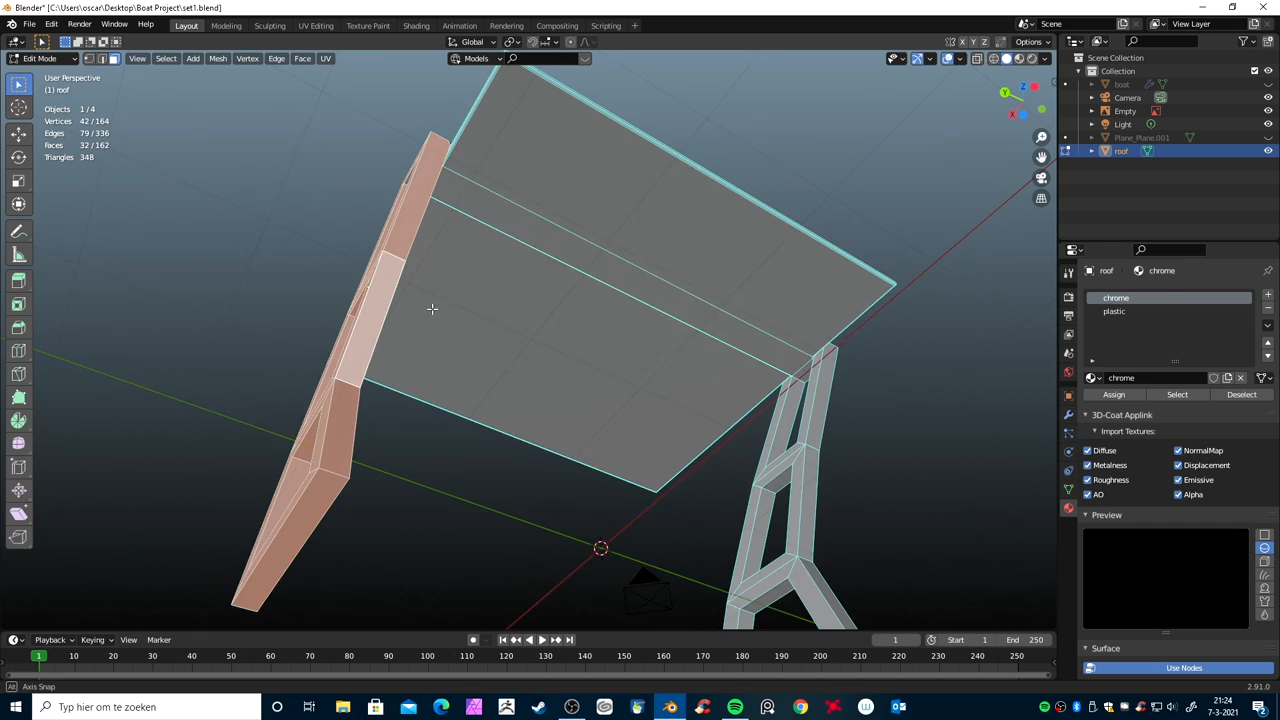 Blender* [C:\Users\oscar\Desktop\Boat Project\set1.blend]
File Edit Render Window Help Layout Modeling Sculpting UV Editing Texture Paint Shading Animation Rendering Compositing Scripting + Scene View Layer
Global X Y Z Options
Edit Mode View Select Add Mesh Vertex Edge Face UV Models
User Perspective
(1) roof
Objects 1/4
Vertices 42/164
Edges 79/336
Faces 32/162
Triangles 348
Z
Y
X
Scene Collection
Collection
boat
Camera
Empty
Light
Plane_Plane.001
roof
roof chrome
chrome
plastic
chrome
Assign Select Deselect
3D-Coat Applink
Import Textures:
Diffuse NormalMap
Metalness Displacement
Roughness Emissive
AO Alpha
Preview
Surface
Use Nodes
Playback Keying View Marker 1 Start 1 End 250
1 10 20 30 40 50 60 70 80 90 100 110 120 130 140 150 160 170 180 190 200 210 220 230 240 250
Alt Axis Snap 2.91.0
Typ hier om te zoeken
21:24
7-3-2021